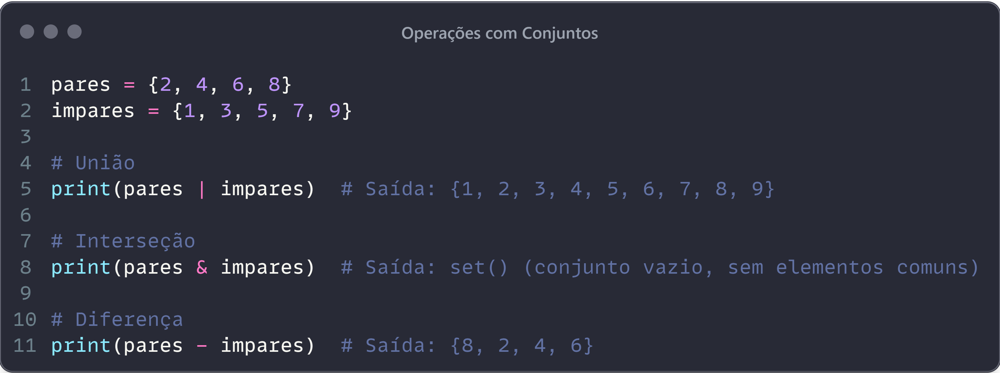 Operações com Conjuntos
1 pares = {2, 4, 6, 8}
2 impares = {1, 3, 5, 7, 9}
3
4 # União
5 print(pares | impares)  # Saída: {1, 2, 3, 4, 5, 6, 7, 8, 9}
6
7 # Interseção
8 print(pares & impares)  # Saída: set() (conjunto vazio, sem elementos comuns)
9
10 # Diferença
11 print(pares - impares)  # Saída: {8, 2, 4, 6}